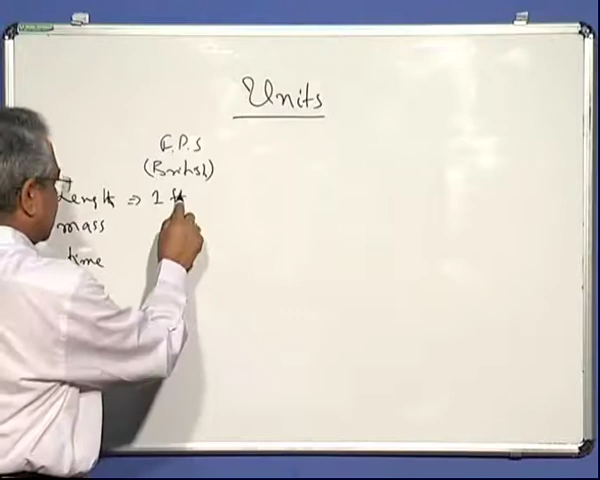 Units
F.P.S
(British)
Length ⇒ 1 ft
mass
time